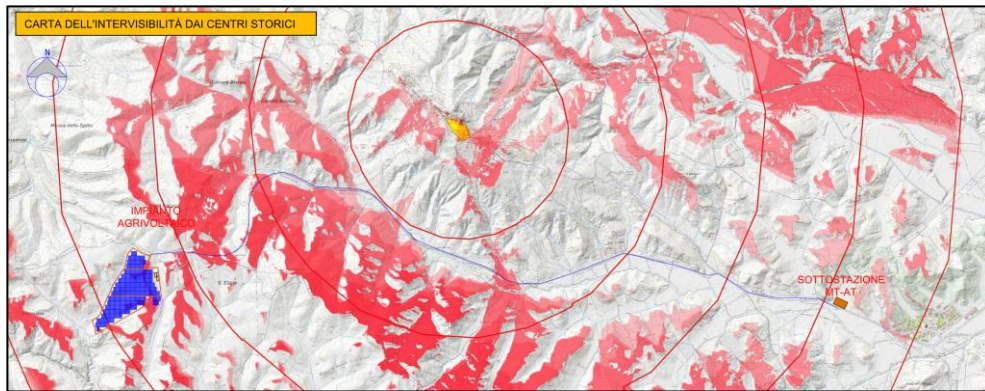 CARTA DELL'INTERVISIBILITÀ DAI CENTRI STORICI
N
IMPIANTO
AGRIVOLTAICO
SOTTOSTAZIONE
MT-AT